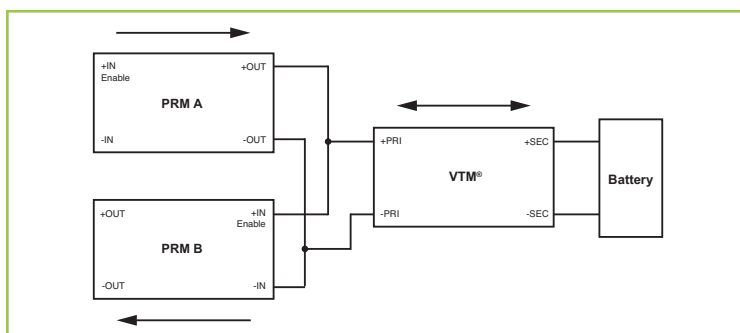 +IN
Enable
+OUT
PRM A
-IN
-OUT
+OUT
+IN
Enable
PRM B
-OUT
-IN
+PRI
+SEC
VTM®
-PRI
-SEC
Battery